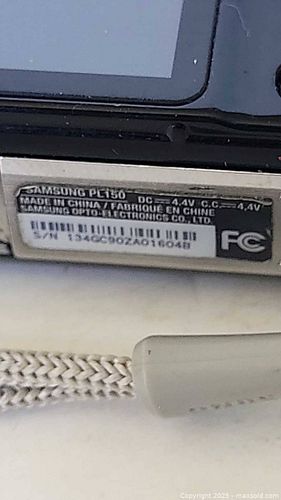 SAMSUNG PL150 DC ⎓ 4,4V C.C. ⎓ 4,4V
MADE IN CHINA / FABRIQUÉ EN CHINE
SAMSUNG OPTO-ELECTRONICS CO., LTD.
S/N 134GC90ZA01604B
FC
Copyright 2025 - maxsold.com